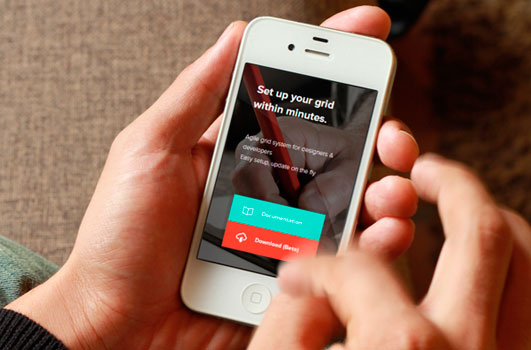 Set up your grid
within minutes.
Agile grid system for designers &
developers
Easy setup, update on the fly
Documentation
Download (Beta)